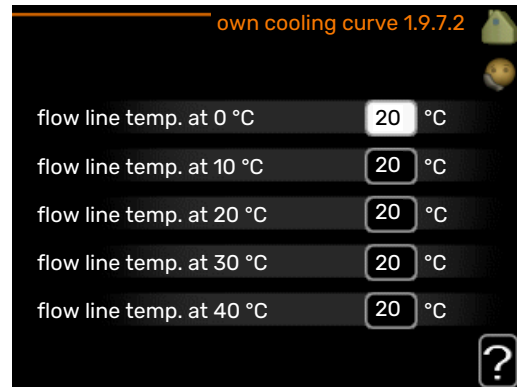 own cooling curve 1.9.7.2
flow line temp. at 0 °C 20 °C
flow line temp. at 10 °C 20 °C
flow line temp. at 20 °C 20 °C
flow line temp. at 30 °C 20 °C
flow line temp. at 40 °C 20 °C
?